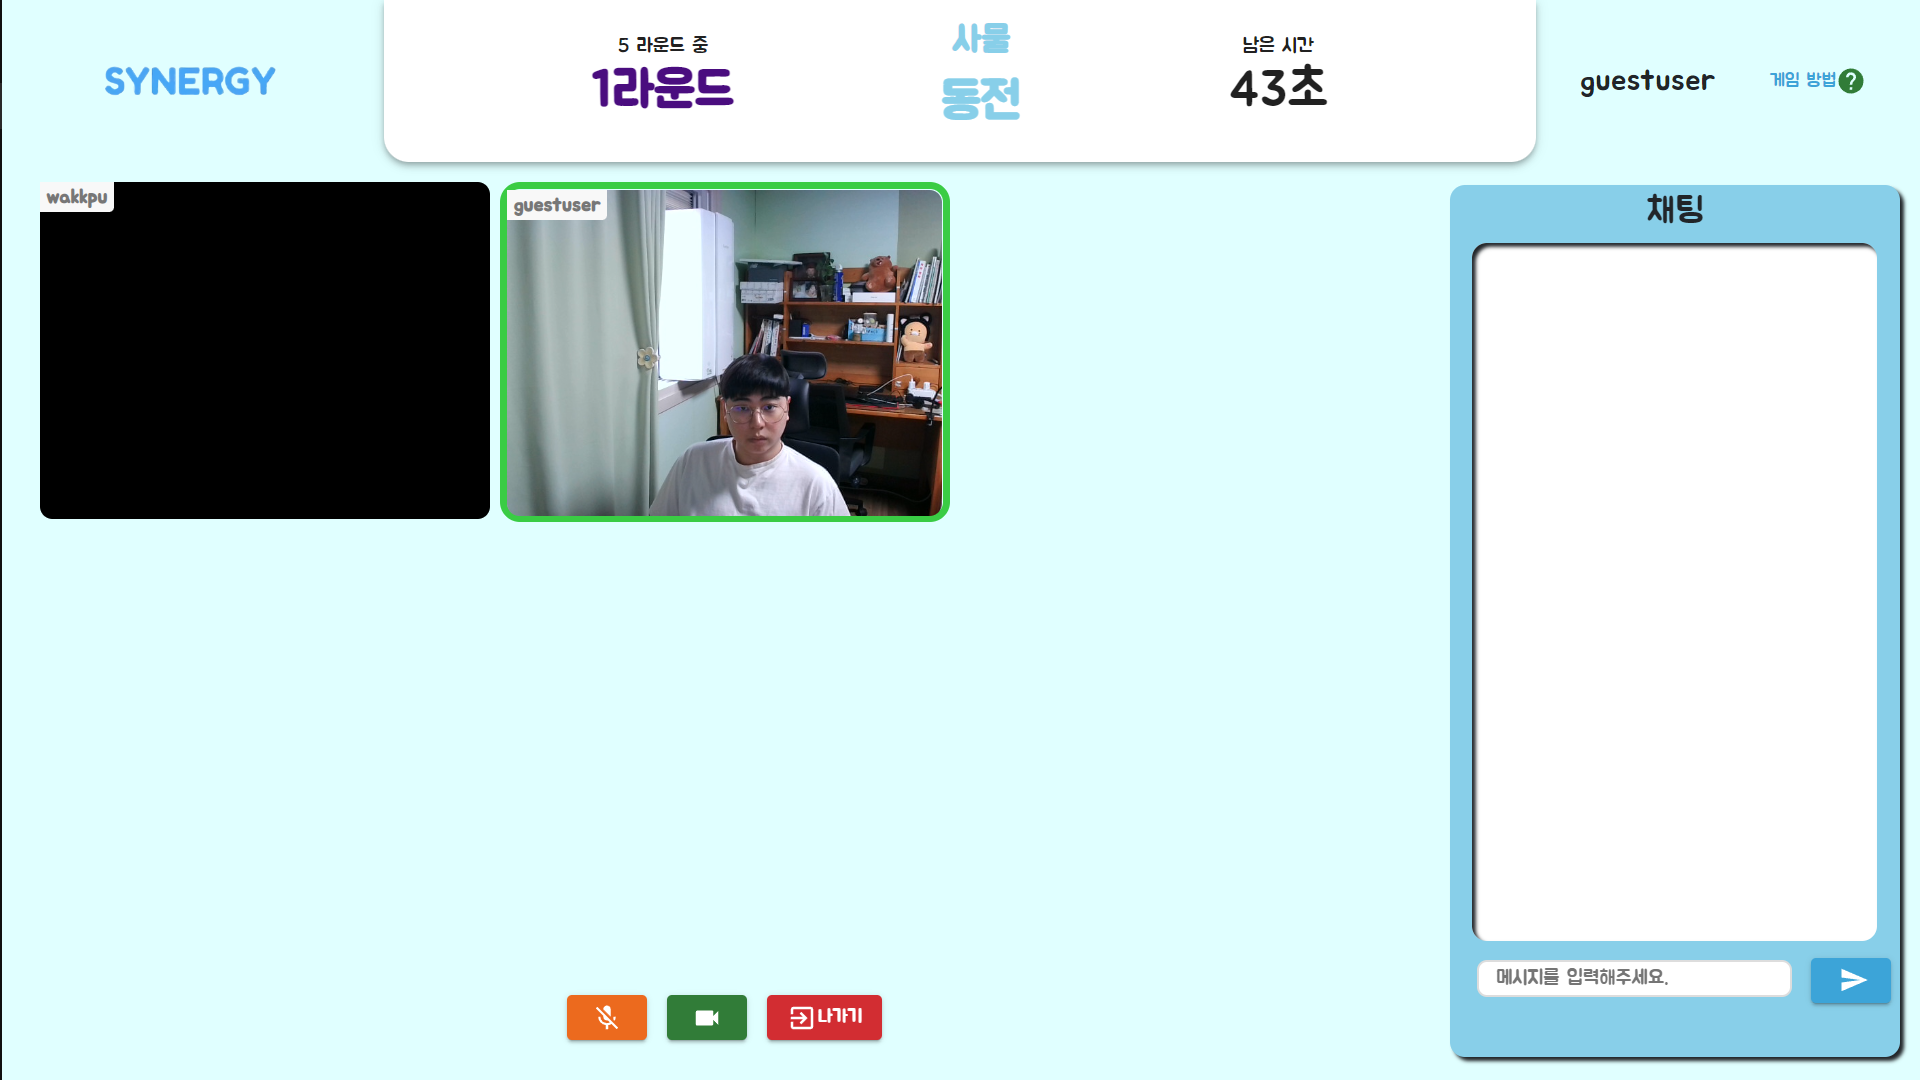 SYNERGY
5 라운드 중
1라운드
사물
동전
남은 시간
43초
guestuser
게임 방법
wakkpu
guestuser
채팅
메시지를 입력해주세요.
나가기